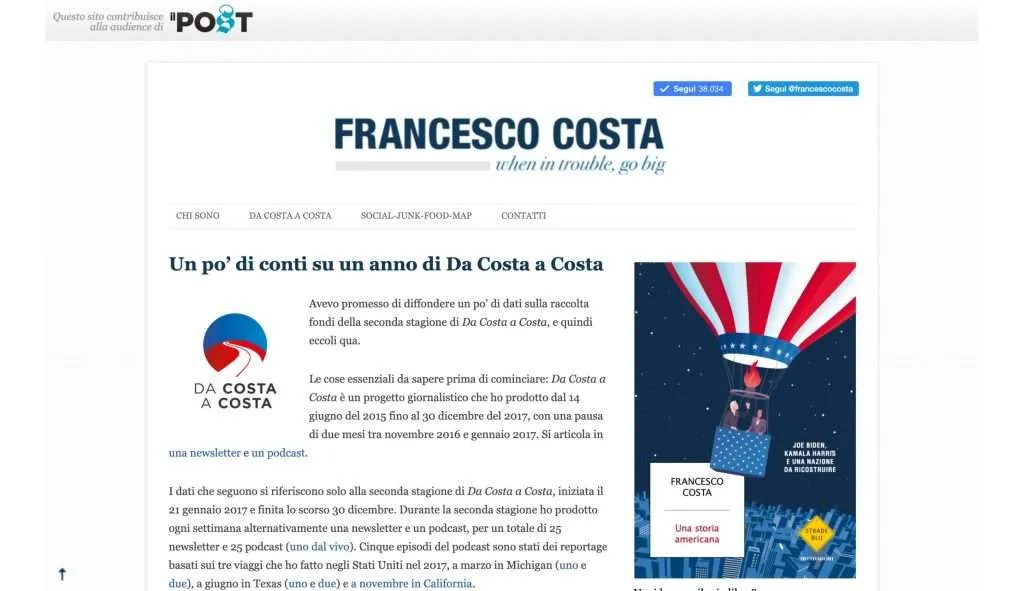 Questo sito contribuisce
alla audience di
il POST
Segui 38.034
Segui @francescocosta
FRANCESCO COSTA
when in trouble, go big
CHI SONO
DA COSTA A COSTA
SOCIAL-JUNK-FOOD-MAP
CONTATTI
Un po’ di conti su un anno di Da Costa a Costa
DA COSTA
A COSTA
Avevo promesso di diffondere un po’ di dati sulla raccolta
fondi della seconda stagione di Da Costa a Costa, e quindi
eccoli qua.
Le cose essenziali da sapere prima di cominciare: Da Costa a
Costa è un progetto giornalistico che ho prodotto dal 14
giugno del 2015 fino al 30 dicembre del 2017, con una pausa
di due mesi tra novembre 2016 e gennaio 2017. Si articola in
una newsletter e un podcast.
I dati che seguono si riferiscono solo alla seconda stagione di Da Costa a Costa, iniziata il
21 gennaio 2017 e finita lo scorso 30 dicembre. Durante la seconda stagione ho prodotto
ogni settimana alternativamente una newsletter e un podcast, per un totale di 25
newsletter e 25 podcast (uno dal vivo). Cinque episodi del podcast sono stati dei reportage
basati sui tre viaggi che ho fatto negli Stati Uniti nel 2017, a marzo in Michigan (uno e
due), a giugno in Texas (uno e due) e a novembre in California.
JOE BIDEN,
KAMALA HARRIS
E UNA NAZIONE
DA RICOSTRUIRE
FRANCESCO
COSTA
Una storia
americana
STRADE
BLU
MONDADORI